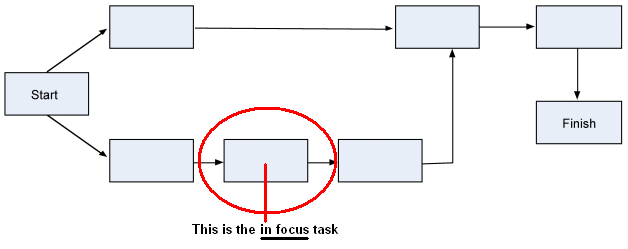 Start
Finish
This is the in focus task